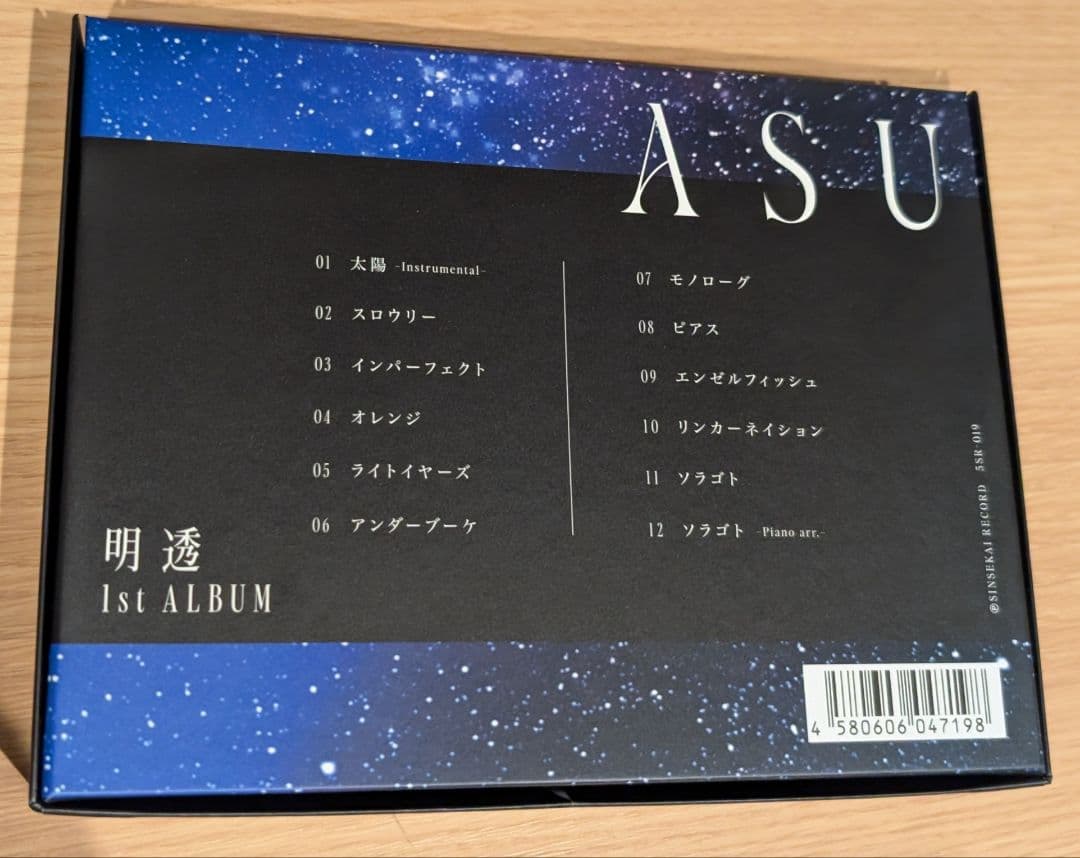 ASU
01 太陽 -Instrumental-
02 スロウリー
03 インパーフェクト
04 オレンジ
05 ライトイヤーズ
06 アンダーブーケ
07 モノローグ
08 ピアス
09 エンゼルフィッシュ
10 リンカーネイション
11 ソラゴト
12 ソラゴト -Piano arr.-
明透
1st ALBUM
ⓅSINSEKAI RECORD 5SR-019
4 580606 047198